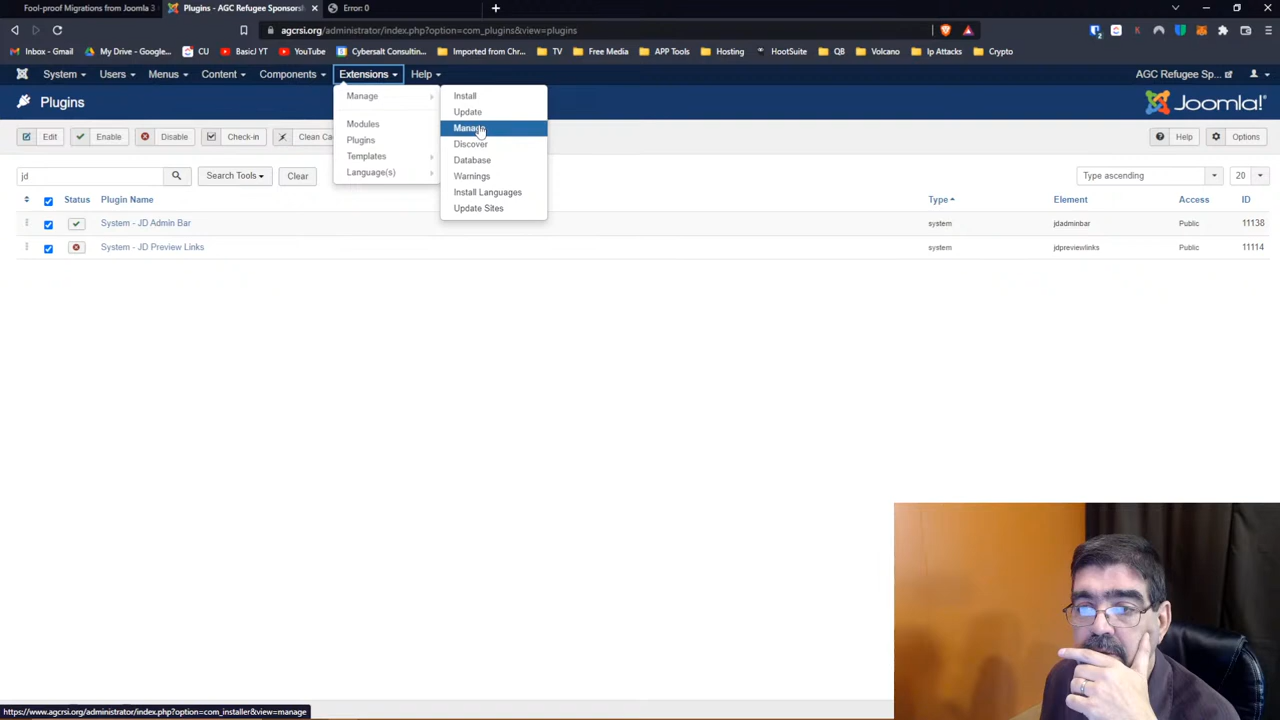 Fool-proof Migrations from Joomla 3
Plugins - AGC Refugee Sponsorsh
Error: 0
agcrsi.org/administrator/index.php?option=com_plugins&view=plugins
Inbox - Gmail
My Drive - Google...
CU
BasicJ YT
YouTube
Cybersalt Consulting...
Imported from Chr...
TV
Free Media
APP Tools
Hosting
HootSuite
QB
Volcano
Ip Attacks
Crypto
System
Users
Menus
Content
Components
Extensions
Help
AGC Refugee Sp...
Plugins
Joomla!
Edit
Enable
Disable
Check-in
Clean Ca
Help
Options
Manage
Modules
Plugins
Templates
Language(s)
Install
Update
Manage
Discover
Database
Warnings
Install Languages
Update Sites
jd
Search Tools
Clear
Type ascending
20
Status
Plugin Name
Type
Element
Access
ID
System - JD Admin Bar
system
jdadminbar
Public
11138
System - JD Preview Links
system
jdpreviewlinks
Public
11114
https://www.agcrsi.org/administrator/index.php?option=com_installer&view=manage